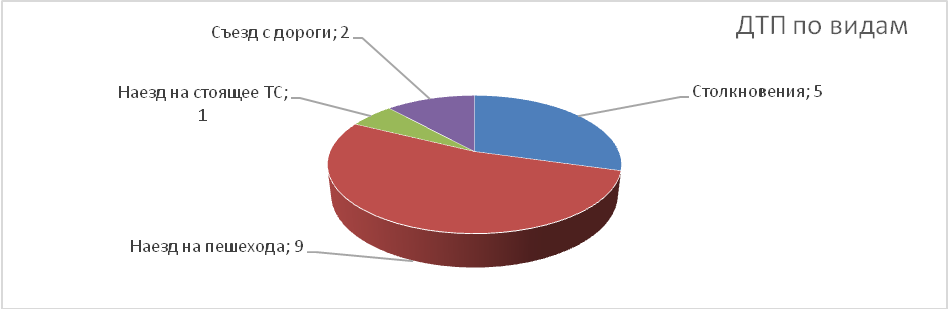 ДТП по видам
Съезд с дороги; 2
Наезд на стоящее ТС;
1
Столкновения; 5
Наезд на пешехода; 9